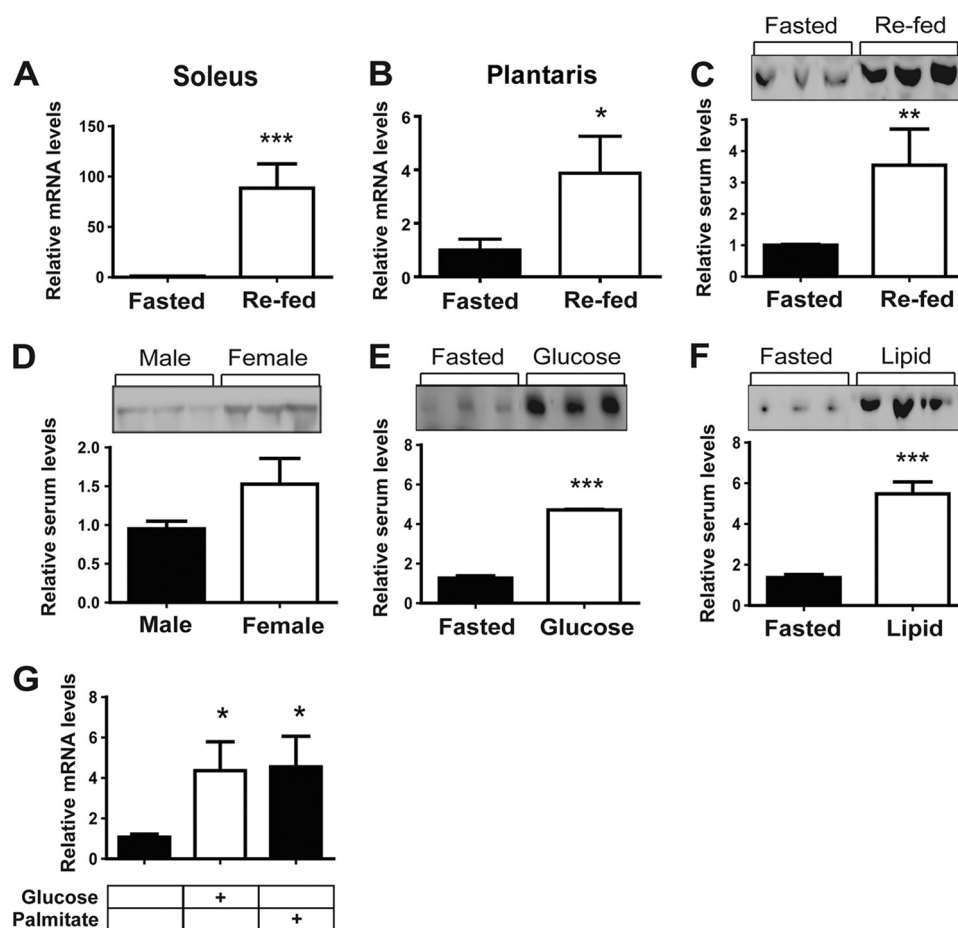 Fasted Re-fed
A Soleus B Plantaris C
Relative mRNA levels
150
100
50
0
***
Fasted Re-fed
Relative mRNA levels
6
4
2
0
*
Fasted Re-fed
Relative serum levels
5
4
3
2
1
0
**
Fasted Re-fed
D Male Female
Relative serum levels
2.0
1.5
1.0
0.5
0.0
Male Female
E Fasted Glucose
Relative serum levels
8
6
4
2
0
***
Fasted Glucose
F Fasted Lipid
Relative serum levels
8
6
4
2
0
***
Fasted Lipid
G
Relative mRNA levels
8
6
4
2
0
* *
Glucose +
Palmitate +